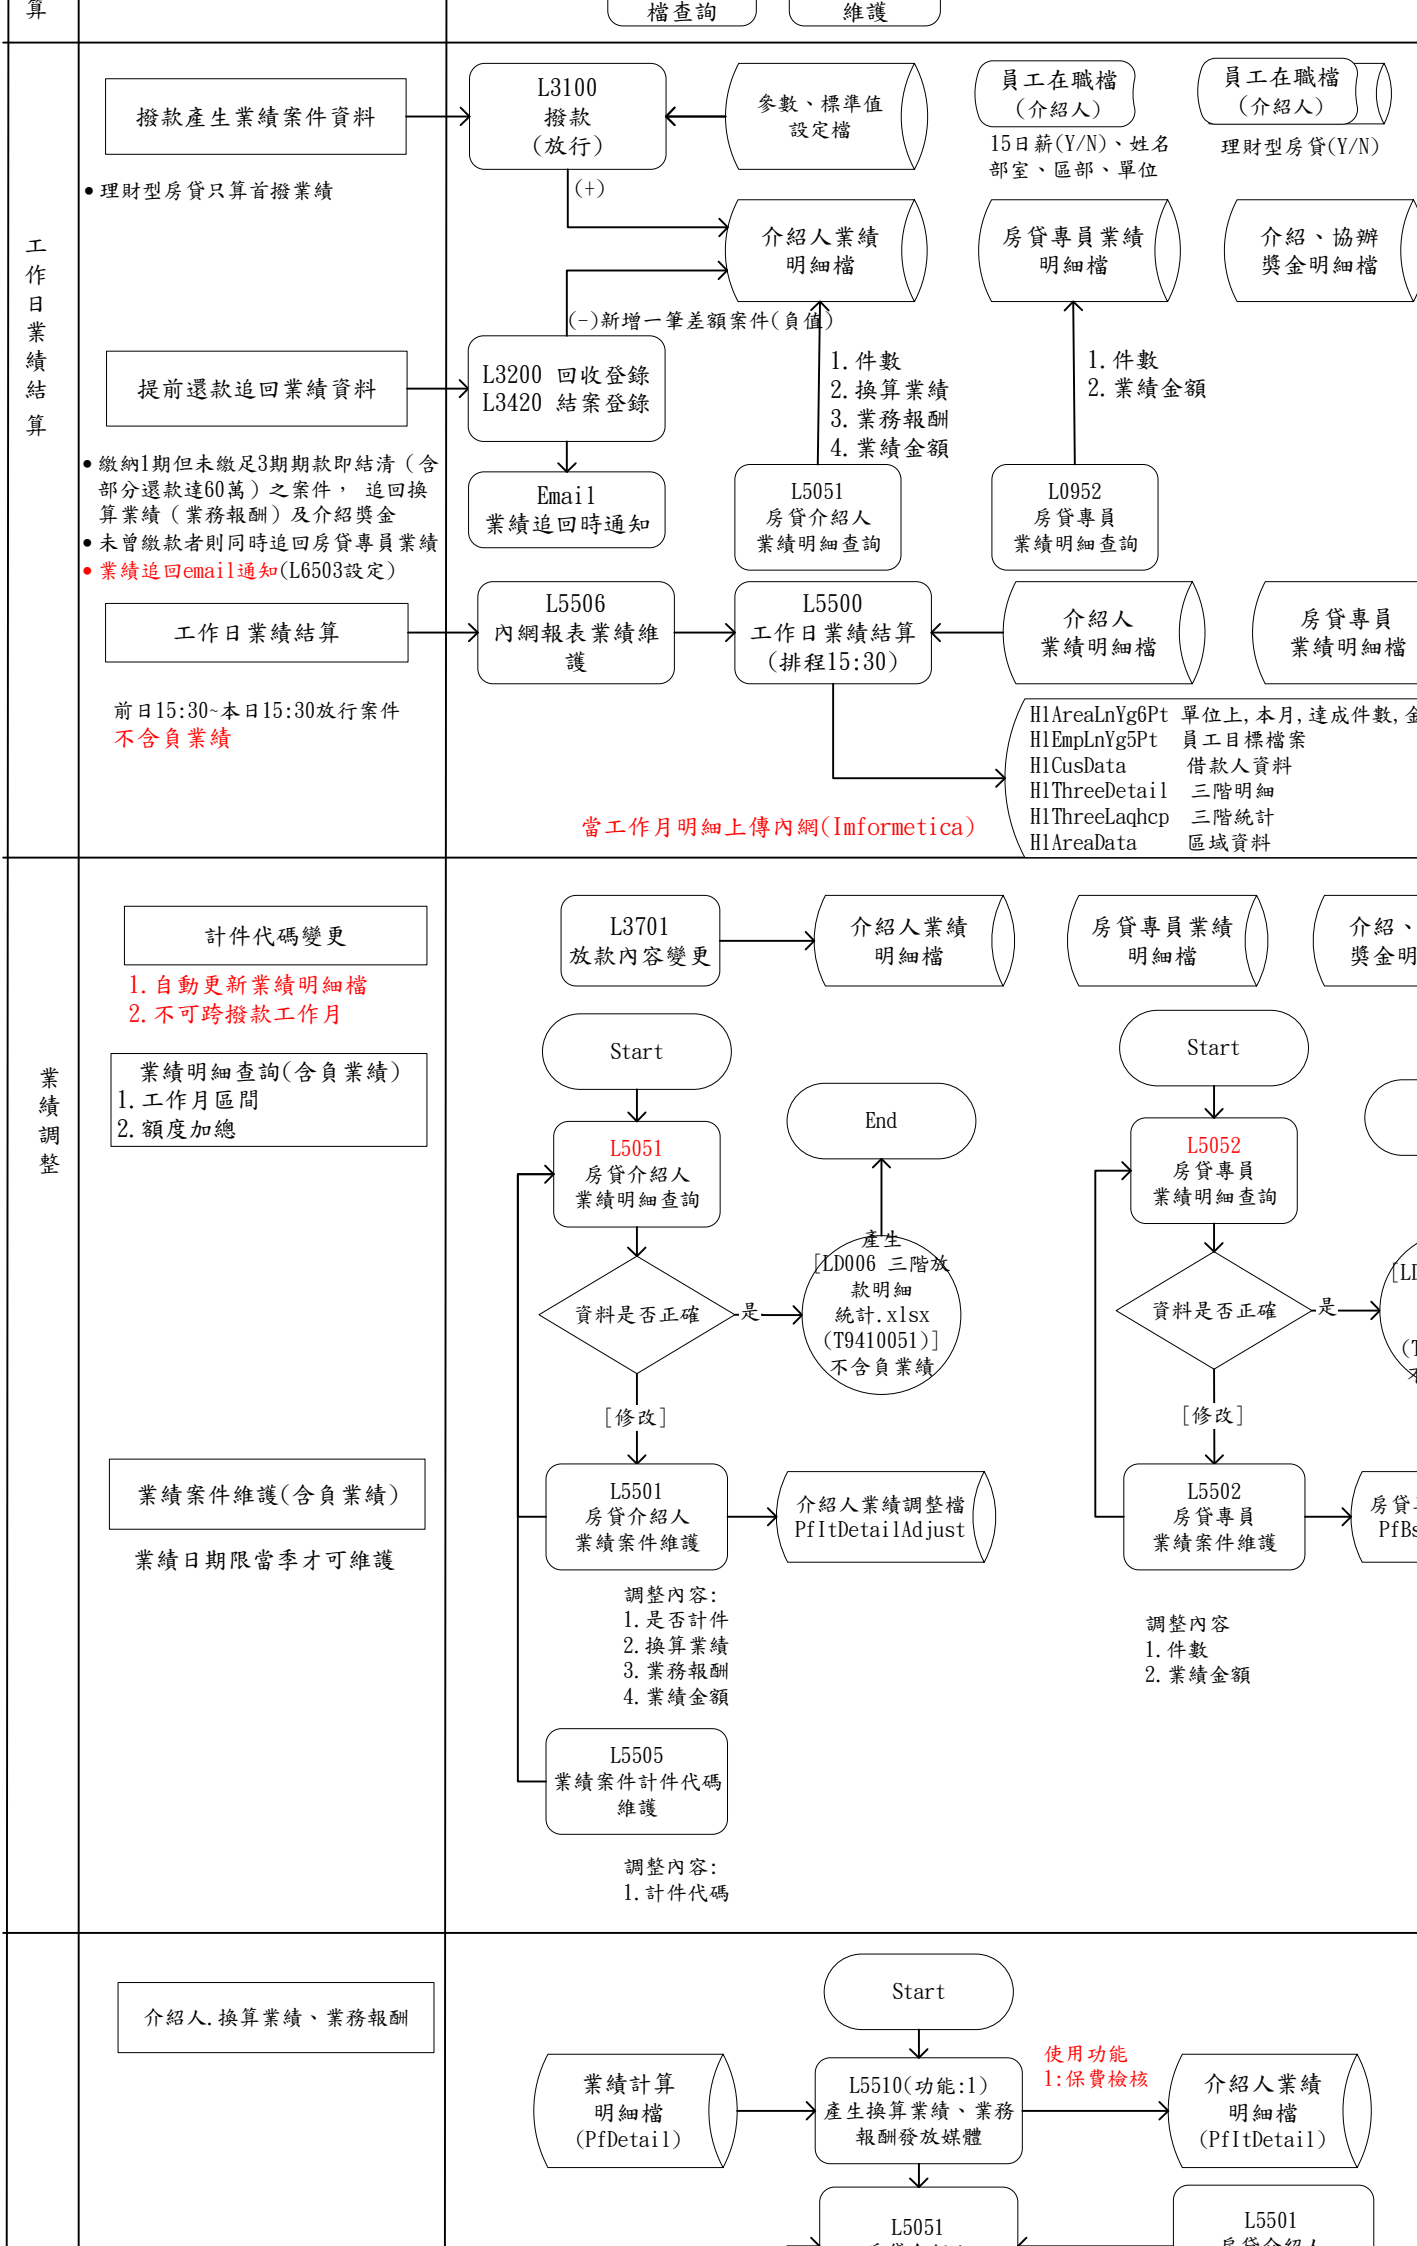 算
檔查詢
維護
工作日業績結算
撥款產生業績案件資料
•理財型房貸只算首撥業績
L3100
撥款
(放行)
參數、標準值
設定檔
員工在職檔
(介紹人)
15日薪(Y/N)、姓名
部室、區部、單位
員工在職檔
(介紹人)
理財型房貸(Y/N)
(+)
介紹人業績
明細檔
房貸專員業績
明細檔
介紹、協辦
獎金明細檔
(-)新增一筆差額案件(負值)
提前還款追回業績資料
L3200 回收登錄
L3420 結案登錄
1.件數
2.換算業績
3.業務報酬
4.業績金額
1.件數
2.業績金額
•繳納1期但未繳足3期期款即結清（含
部分還款達60萬）之案件， 追回換
算業績（業務報酬）及介紹獎金
•未曾繳款者則同時追回房貸專員業績
•業績追回email通知(L6503設定)
Email
業績追回時通知
L5051
房貸介紹人
業績明細查詢
L0952
房貸專員
業績明細查詢
工作日業績結算
L5506
內網報表業績維
護
L5500
工作日業績結算
(排程15:30)
介紹人
業績明細檔
房貸專員
業績明細檔
前日15:30~本日15:30放行案件
不含負業績
HlAreaLnYg6Pt 單位上,本月,達成件數,金
HlEmpLnYg5Pt 員工目標檔案
HlCusData 借款人資料
HlThreeDetail 三階明細
HlThreeLaqhcp 三階統計
HlAreaData 區域資料
當工作月明細上傳內網(Imformetica)
業績調整
計件代碼變更
1.自動更新業績明細檔
2.不可跨撥款工作月
L3701
放款內容變更
介紹人業績
明細檔
房貸專員業績
明細檔
介紹、
獎金明
業績明細查詢(含負業績)
1.工作月區間
2.額度加總
Start
L5051
房貸介紹人
業績明細查詢
End
產生
[LD006 三階放
款明細
統計.xlsx
(T9410051)]
不含負業績
資料是否正確
是
[修改]
Start
L5052
房貸專員
業績明細查詢
資料是否正確
是
[LD
(T
不
[修改]
業績案件維護(含負業績)
業績日期限當季才可維護
L5501
房貸介紹人
業績案件維護
介紹人業績調整檔
PfItDetailAdjust
L5502
房貸專員
業績案件維護
房貸專
PfBs
調整內容:
1.是否計件
2.換算業績
3.業務報酬
4.業績金額
調整內容
1.件數
2.業績金額
L5505
業績案件計件代碼
維護
調整內容:
1.計件代碼
介紹人.換算業績、業務報酬
Start
業績計算
明細檔
(PfDetail)
L5510(功能:1)
產生換算業績、業務
報酬發放媒體
使用功能
1:保費檢核
介紹人業績
明細檔
(PfItDetail)
L5051
房貸介紹人
L5501
房貸介紹人